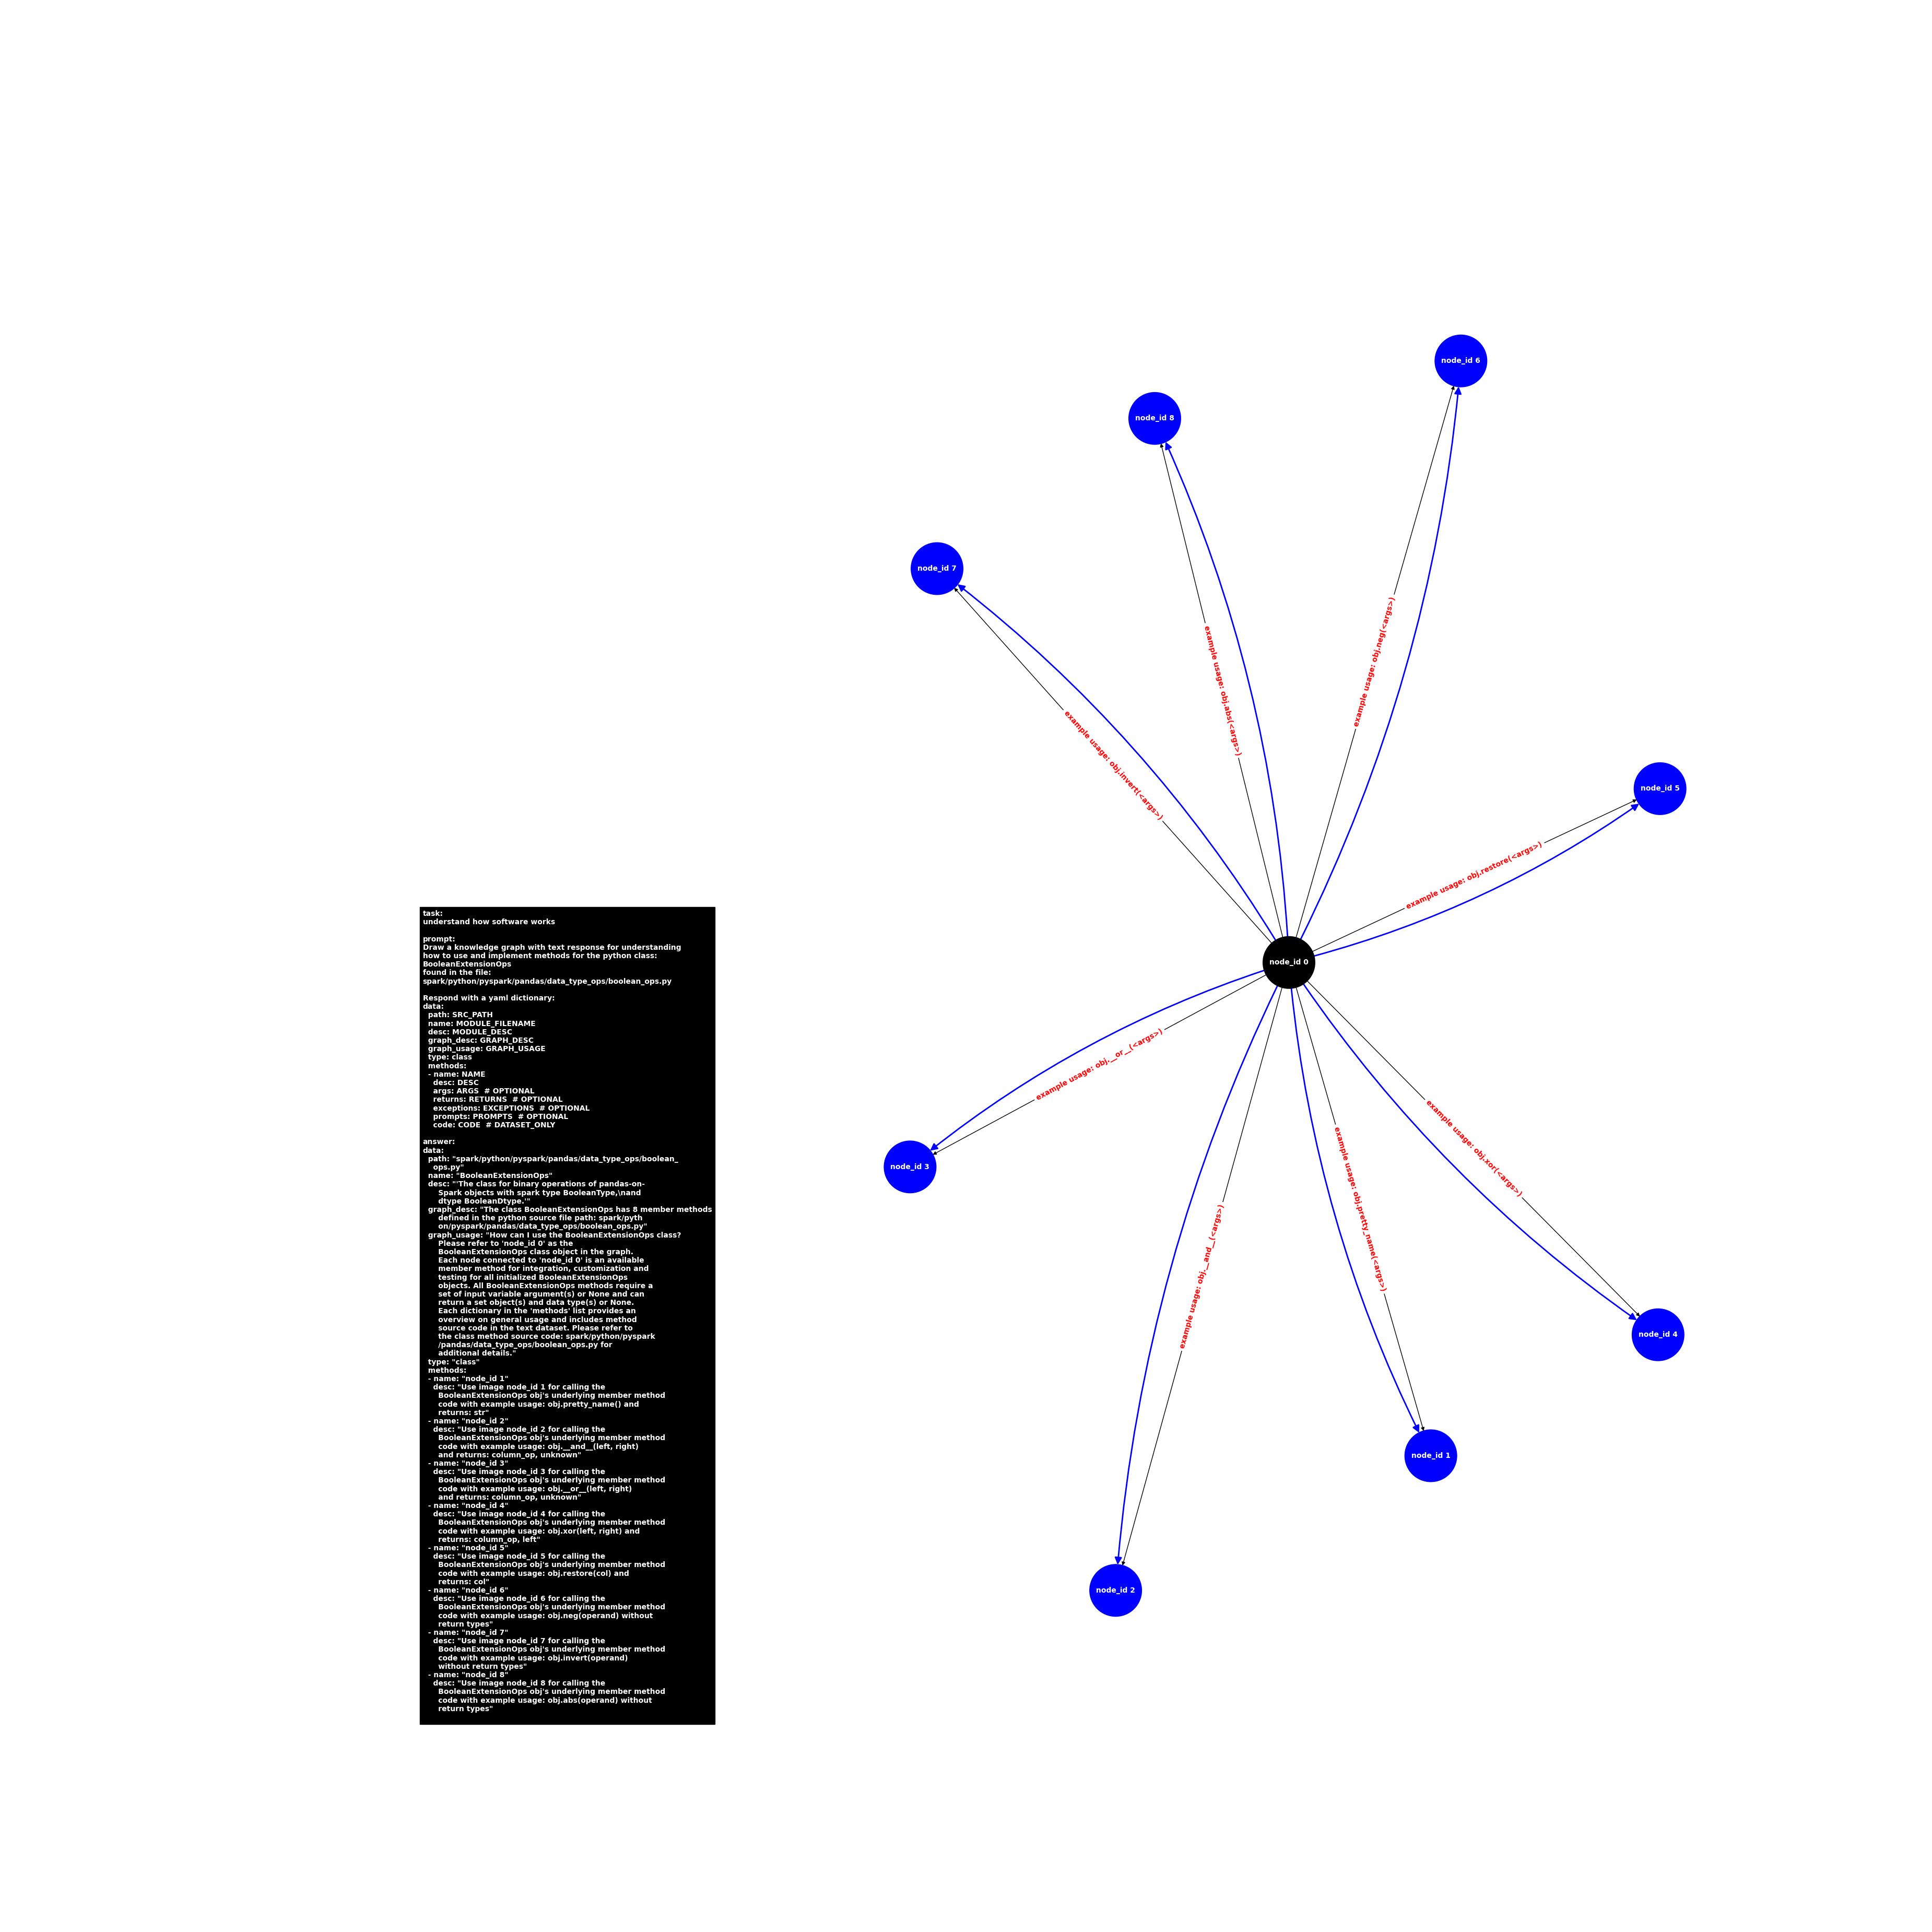 task:
understand how software works

prompt:
Draw a knowledge graph with text response for understanding
how to use and implement methods for the python class:
BooleanExtensionOps
found in the file:
spark/python/pyspark/pandas/data_type_ops/boolean_ops.py

Respond with a yaml dictionary:
data:
  path: SRC_PATH
  name: MODULE_FILENAME
  desc: MODULE_DESC
  graph_desc: GRAPH_DESC
  graph_usage: GRAPH_USAGE
  type: class
  methods:
  - name: NAME
    desc: DESC
    args: ARGS  # OPTIONAL
    returns: RETURNS  # OPTIONAL
    exceptions: EXCEPTIONS  # OPTIONAL
    prompts: PROMPTS  # OPTIONAL
    code: CODE  # DATASET_ONLY

answer:
data:
  path: "spark/python/pyspark/pandas/data_type_ops/boolean_
    ops.py"
  name: "BooleanExtensionOps"
  desc: "'The class for binary operations of pandas-on-
      Spark objects with spark type BooleanType,\nand
      dtype BooleanDtype.'"
  graph_desc: "The class BooleanExtensionOps has 8 member methods
      defined in the python source file path: spark/pyth
      on/pyspark/pandas/data_type_ops/boolean_ops.py"
  graph_usage: "How can I use the BooleanExtensionOps class?
      Please refer to 'node_id 0' as the
      BooleanExtensionOps class object in the graph.
      Each node connected to 'node_id 0' is an available
      member method for integration, customization and
      testing for all initialized BooleanExtensionOps
      objects. All BooleanExtensionOps methods require a
      set of input variable argument(s) or None and can
      return a set object(s) and data type(s) or None.
      Each dictionary in the 'methods' list provides an
      overview on general usage and includes method
      source code in the text dataset. Please refer to
      the class method source code: spark/python/pyspark
      /pandas/data_type_ops/boolean_ops.py for
      additional details."
  type: "class"
  methods:
  - name: "node_id 1"
    desc: "Use image node_id 1 for calling the
      BooleanExtensionOps obj's underlying member method
      code with example usage: obj.pretty_name() and
      returns: str"
  - name: "node_id 2"
    desc: "Use image node_id 2 for calling the
      BooleanExtensionOps obj's underlying member method
      code with example usage: obj.__and__(left, right)
      and returns: column_op, unknown"
  - name: "node_id 3"
    desc: "Use image node_id 3 for calling the
      BooleanExtensionOps obj's underlying member method
      code with example usage: obj.__or__(left, right)
      and returns: column_op, unknown"
  - name: "node_id 4"
    desc: "Use image node_id 4 for calling the
      BooleanExtensionOps obj's underlying member method
      code with example usage: obj.xor(left, right) and
      returns: column_op, left"
  - name: "node_id 5"
    desc: "Use image node_id 5 for calling the
      BooleanExtensionOps obj's underlying member method
      code with example usage: obj.restore(col) and
      returns: col"
  - name: "node_id 6"
    desc: "Use image node_id 6 for calling the
      BooleanExtensionOps obj's underlying member method
      code with example usage: obj.neg(operand) without
      return types"
  - name: "node_id 7"
    desc: "Use image node_id 7 for calling the
      BooleanExtensionOps obj's underlying member method
      code with example usage: obj.invert(operand)
      without return types"
  - name: "node_id 8"
    desc: "Use image node_id 8 for calling the
      BooleanExtensionOps obj's underlying member method
      code with example usage: obj.abs(operand) without
      return types"
node_id 6
node_id 8
node_id 7
example usage: obj.neg(<args>)
example usage: obj.abs(<args>)
example usage: obj.invert(<args>)
node_id 5
example usage: obj.restore(<args>)
node_id 0
example usage: obj.__or__(<args>)
node_id 3
example usage: obj.xor(<args>)
example usage: obj.pretty_name(<args>)
example usage: obj.__and__(<args>)
node_id 4
node_id 1
node_id 2